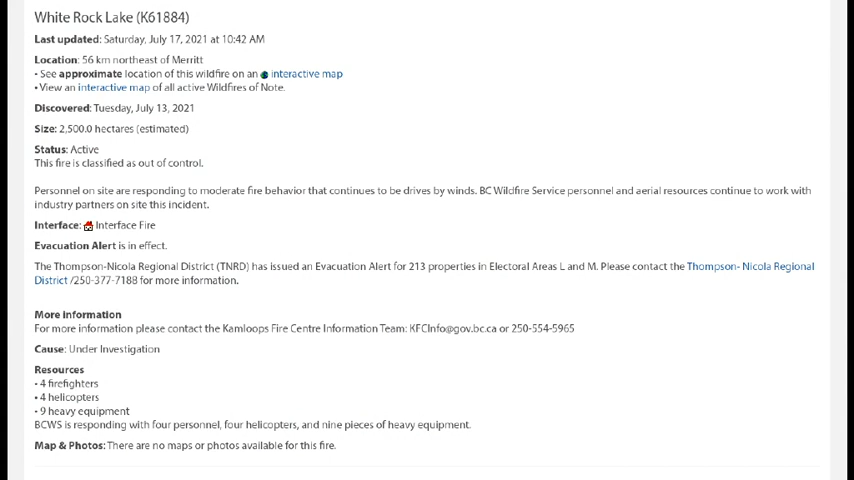 White Rock Lake (K61884)
Last updated: Saturday, July 17, 2021 at 10:42 AM
Location: 56 km northeast of Merritt
• See approximate location of this wildfire on an interactive map
• View an interactive map of all active Wildfires of Note.
Discovered: Tuesday, July 13, 2021
Size: 2,500.0 hectares (estimated)
Status: Active
This fire is classified as out of control.
Personnel on site are responding to moderate fire behavior that continues to be drives by winds. BC Wildfire Service personnel and aerial resources continue to work with
industry partners on site this incident.
Interface: Interface Fire
Evacuation Alert is in effect.
The Thompson-Nicola Regional District (TNRD) has issued an Evacuation Alert for 213 properties in Electoral Areas L and M. Please contact the Thompson- Nicola Regional
District /250-377-7188 for more information.
More information
For more information please contact the Kamloops Fire Centre Information Team: KFCInfo@gov.bc.ca or 250-554-5965
Cause: Under Investigation
Resources
• 4 firefighters
• 4 helicopters
• 9 heavy equipment
BCWS is responding with four personnel, four helicopters, and nine pieces of heavy equipment.
Map & Photos: There are no maps or photos available for this fire.